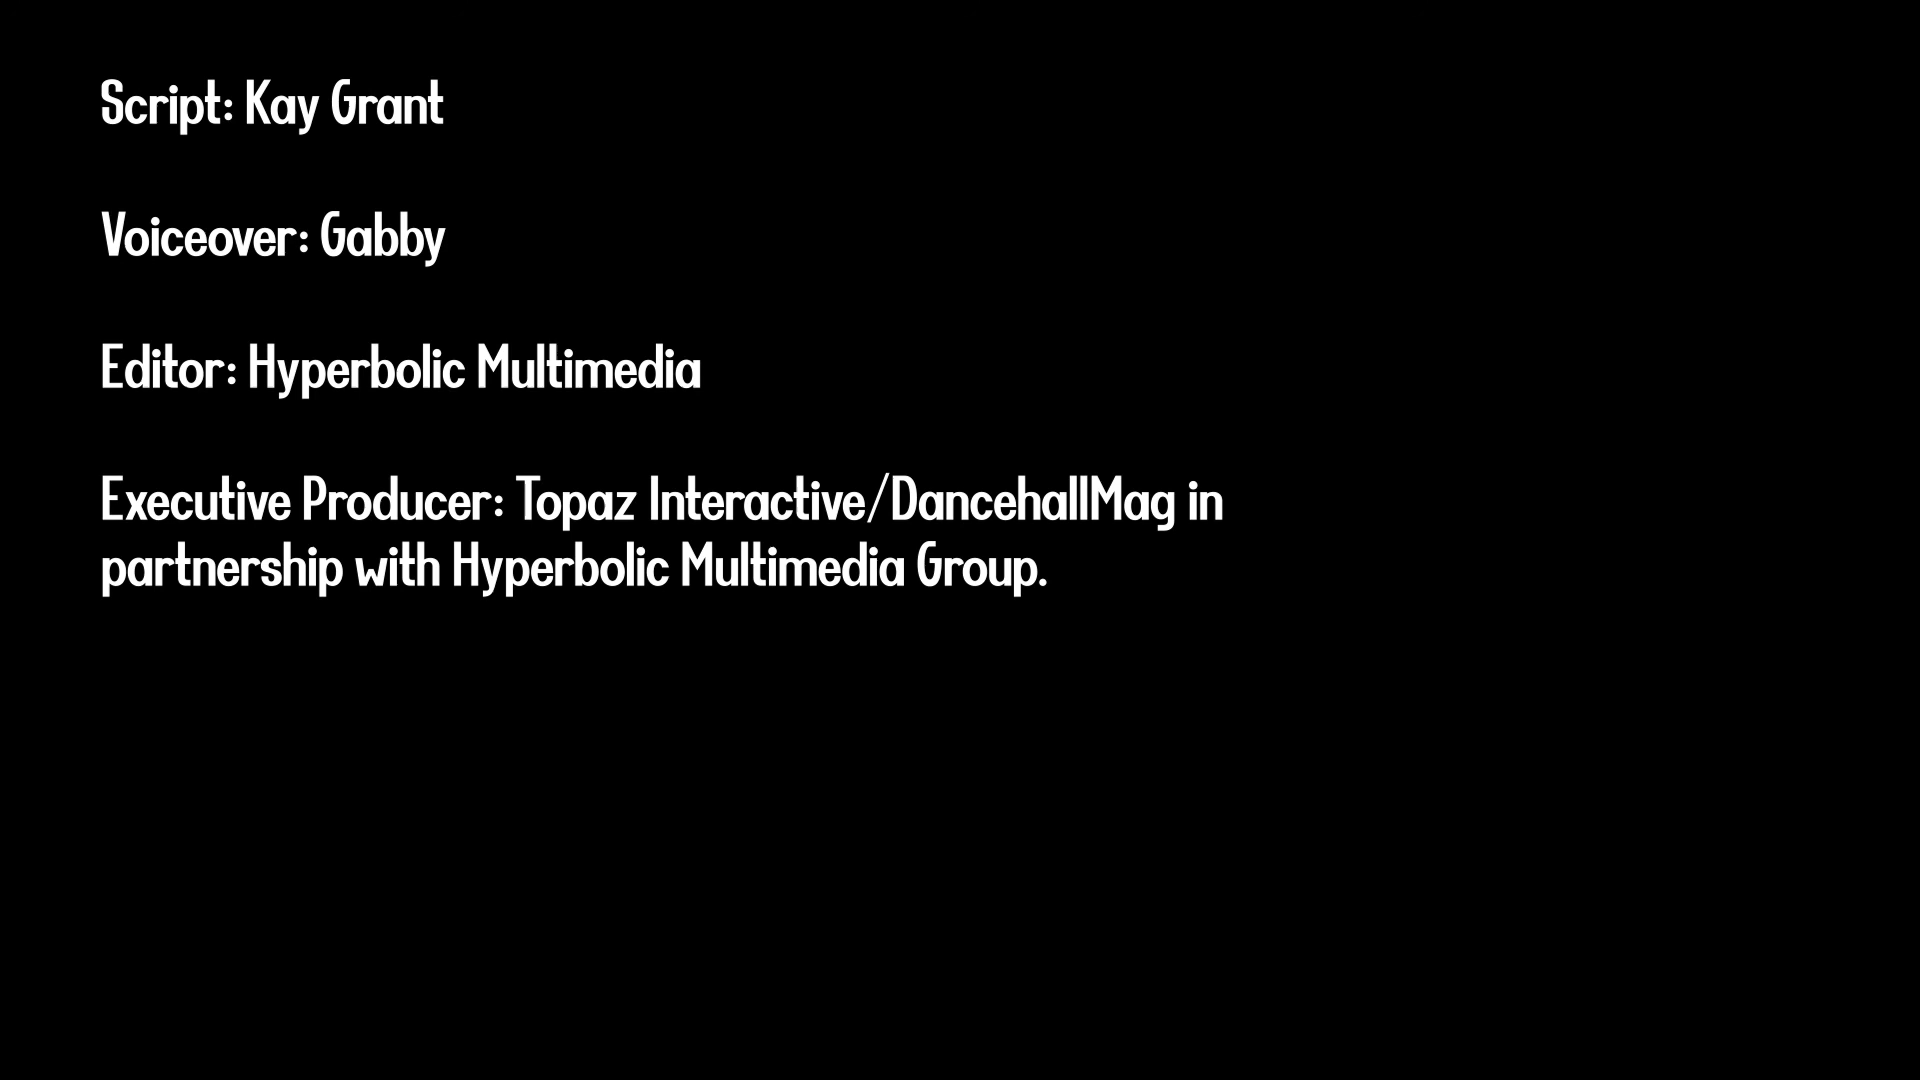 Script: Kay Grant
Voiceover: Gabby
Editor: Hyperbolic Multimedia
Executive Producer: Topaz Interactive/DancehallMag in
partnership with Hyperbolic Multimedia Group.